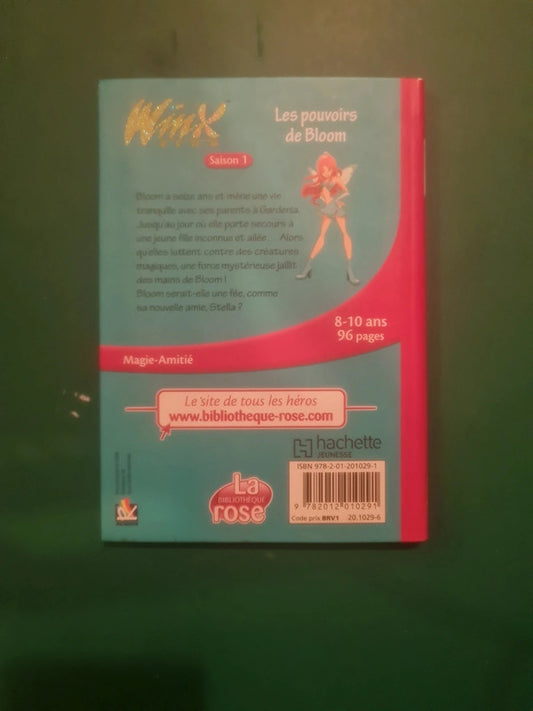 WinX
CLUB
Saison 1
Les pouvoirs
de Bloom
Bloom a seize ans et mène une vie
tranquille avec ses parents à Gardenia.
Jusqu'au jour où elle porte secours à
une jeune fille inconnue et ailée... Alors
qu'elles luttent contre des créatures
magiques, une force mystérieuse jaillit
des mains de Bloom !
Bloom serait-elle une fée, comme
sa nouvelle amie, Stella ?
8-10 ans
96 pages
Magie-Amitié
Le site de tous les héros
www.bibliotheque-rose.com
hachette
JEUNESSE
ISBN 978-2-01-201029-1
9 782012 010291
Code prix BRV1 20.1029-6
La
BIBLIOTHÈQUE
rose